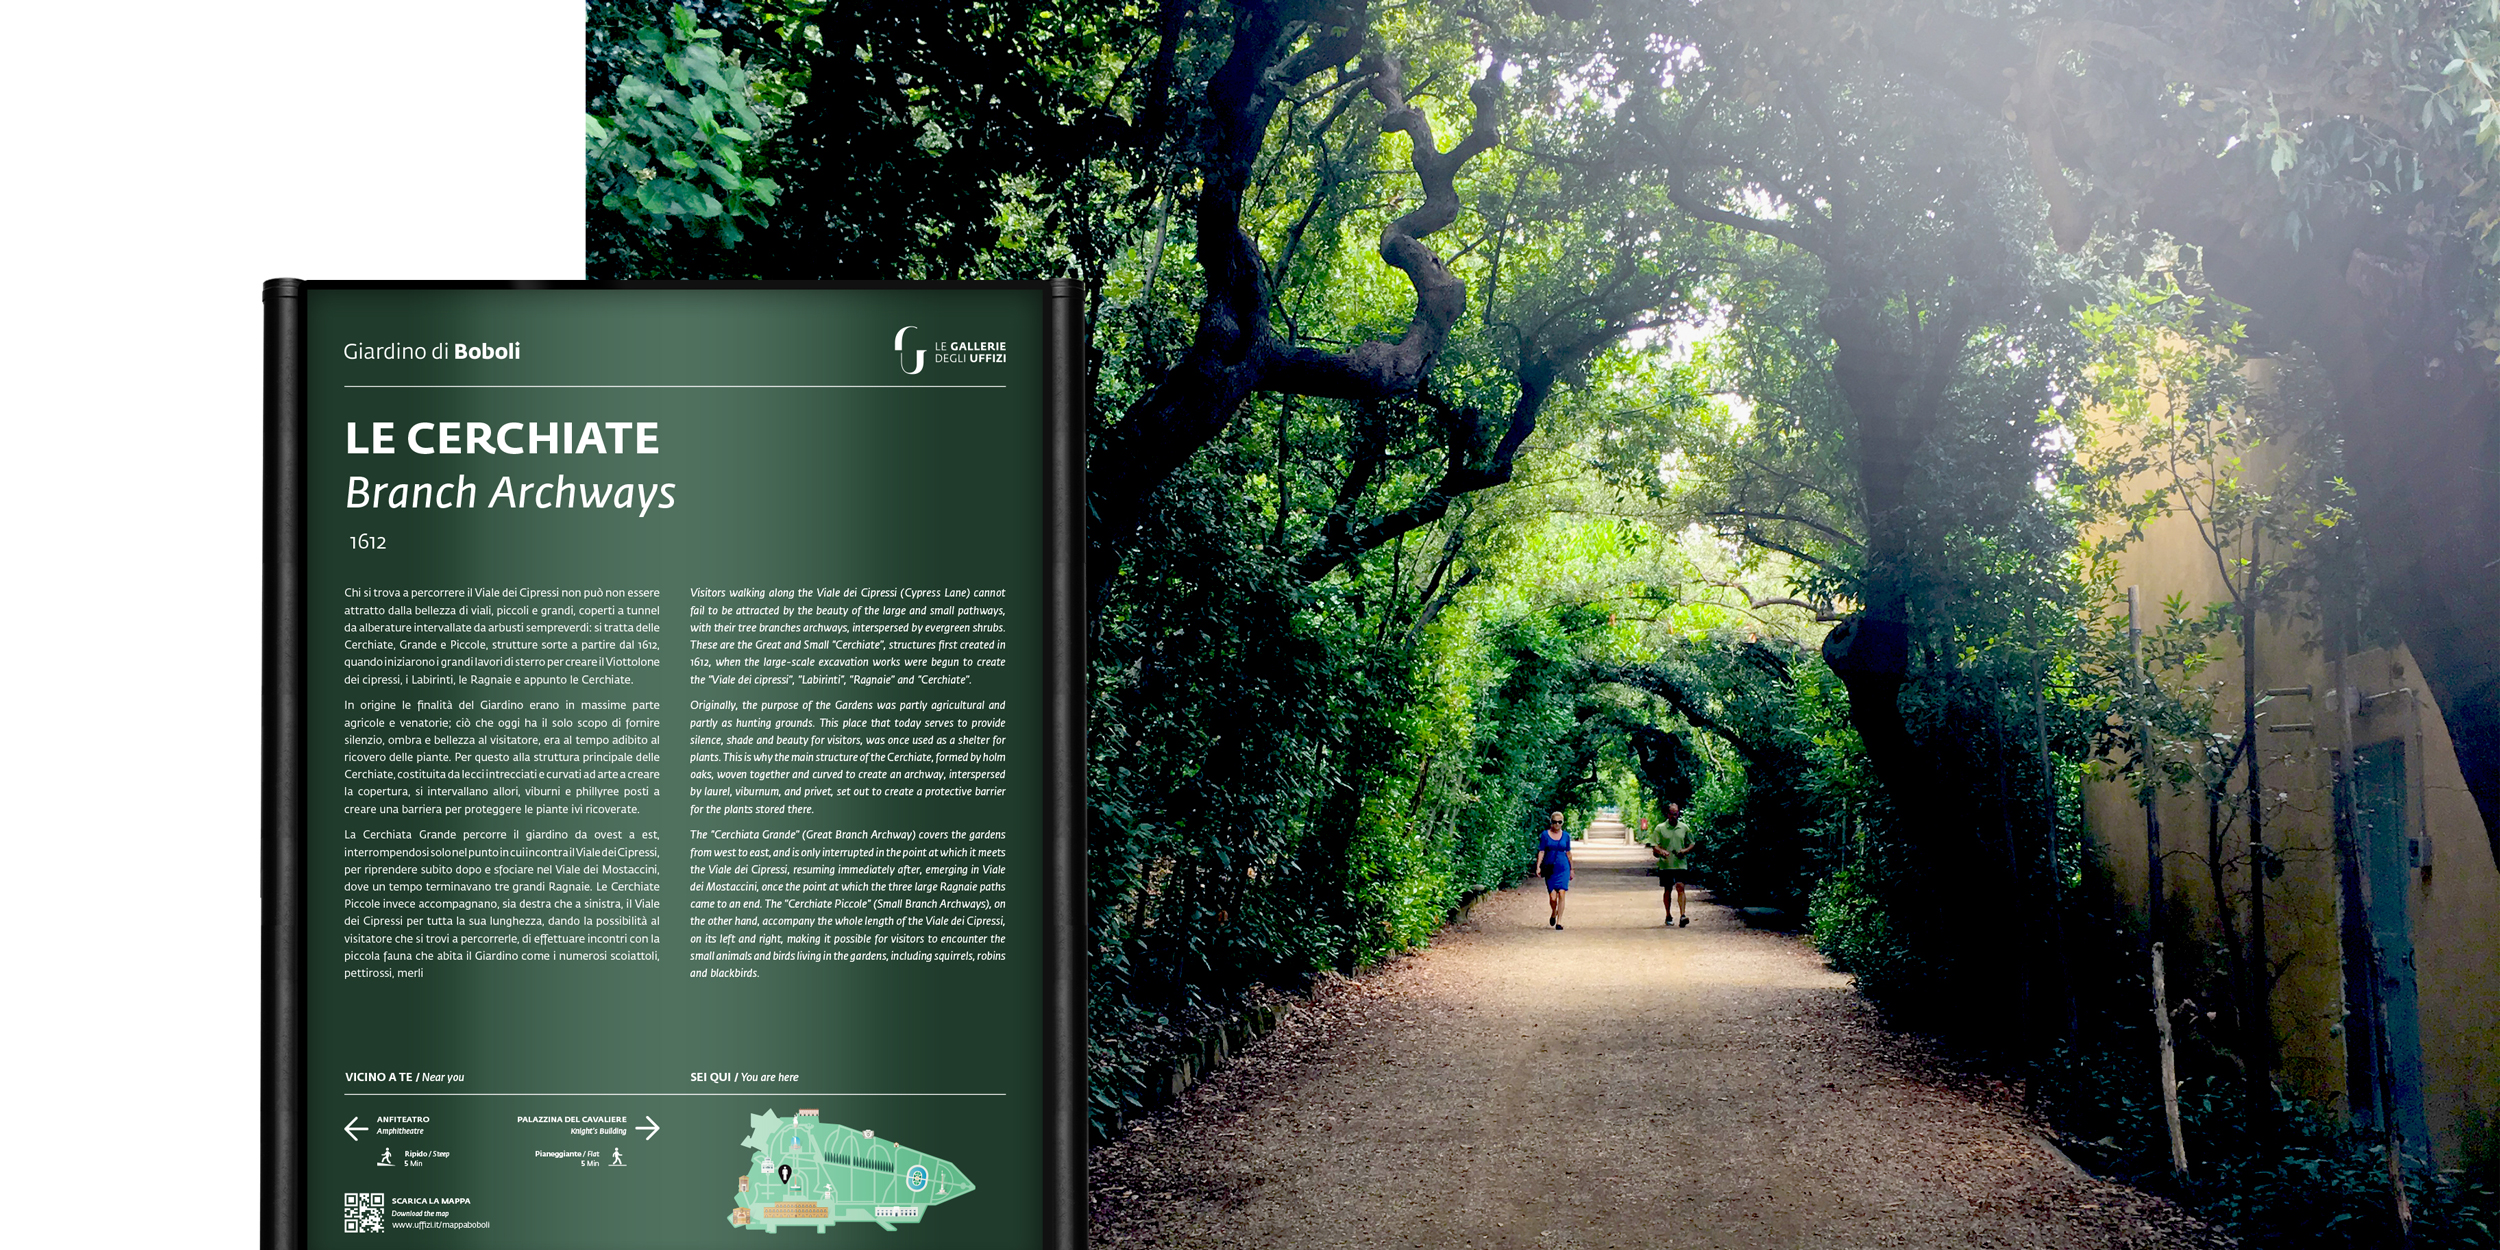 Giardino di Boboli
LE GALLERIE
DEGLI UFFIZI
LE CERCHIATE
Branch Archways
1612
Chi si trova a percorrere il Viale dei Cipressi non può non essere
attratto dalla bellezza di viali, piccoli e grandi, coperti a tunnel
da alberature intervallate da arbusti sempreverdi: si tratta delle
Cerchiate, Grande e Piccole, strutture sorte a partire dal 1612,
quando iniziarono i grandi lavori di sterro per creare il Viottolone
dei cipressi, i Labirinti, le Ragnaie e appunto le Cerchiate.
In origine le finalità del Giardino erano in massime parte
agricole e venatorie; ciò che oggi ha il solo scopo di fornire
silenzio, ombra e bellezza al visitatore, era al tempo adibito al
ricovero delle piante. Per questo alla struttura principale delle
Cerchiate, costituita da lecci intrecciati e curvati ad arte a creare
la copertura, si intervallano allori, viburni e phillyree posti a
creare una barriera per proteggere le piante ivi ricoverate.
La Cerchiata Grande percorre il giardino da ovest a est,
interrompendosi solo nel punto in cui incontra il Viale dei Cipressi,
per riprendere subito dopo e sfociare nel Viale dei Mostaccini,
dove un tempo terminavano tre grandi Ragnaie. Le Cerchiate
Piccole invece accompagnano, sia destra che a sinistra, il Viale
dei Cipressi per tutta la sua lunghezza, dando la possibilità al
visitatore che si trovi a percorrerle, di effettuare incontri con la
piccola fauna che abita il Giardino come i numerosi scoiattoli,
pettirossi, merli
Visitors walking along the Viale dei Cipressi (Cypress Lane) cannot
fail to be attracted by the beauty of the large and small pathways,
with their tree branches archways, interspersed by evergreen shrubs.
These are the Great and Small "Cerchiate", structures first created in
1612, when the large-scale excavation works were begun to create
the "Viale dei cipressi", "Labirinti", "Ragnaie" and "Cerchiate".
Originally, the purpose of the Gardens was partly agricultural and
partly as hunting grounds. This place that today serves to provide
silence, shade and beauty for visitors, was once used as a shelter for
plants. This is why the main structure of the Cerchiate, formed by holm
oaks, woven together and curved to create an archway, interspersed
by laurel, viburnum, and privet, set out to create a protective barrier
for the plants stored there.
The "Cerchiata Grande" (Great Branch Archway) covers the gardens
from west to east, and is only interrupted in the point at which it meets
the Viale dei Cipressi, resuming immediately after, emerging in Viale
dei Mostaccini, once the point at which the three large Ragnaie paths
came to an end. The "Cerchiate Piccole" (Small Branch Archways), on
the other hand, accompany the whole length of the Viale dei Cipressi,
on its left and right, making it possible for visitors to encounter the
small animals and birds living in the gardens, including squirrels, robins
and blackbirds.
VICINO A TE / Near you
ANFITEATRO
Amphitheatre
Ripido / Steep
5 Min
PALAZZINA DEL CAVALIERE
Knight's Building
Pianeggiante / Flat
5 Min
SCARICA LA MAPPA
Download the map
www.uffizi.it/mappaboboli
SEI QUI / You are here